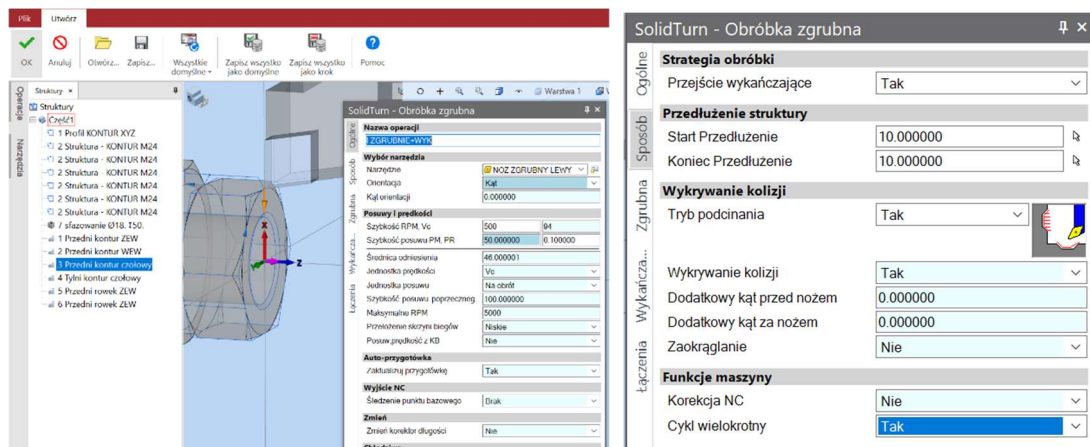 Plik Utwórz
OK Anuluj Otwórz... Zapisz... Wszystkie domyślne Zapisz wszystko jako domyślne Zapisz wszystko jako krok Pomoc
Operacje
Narzędzia
Struktury
Warstwa 1
Struktury
Część1
1 Profil KONTUR XYZ
2 Struktura - KONTUR M24
2 Struktura - KONTUR M24
2 Struktura - KONTUR M24
2 Struktura - KONTUR M24
2 Struktura - KONTUR M24
2 Struktura - KONTUR M24
7 sfazowanie Ø18. T50.
1 Przedni kontur ZEW
2 Przedni kontur WEW
3 Przedni kontur czołowy
4 Tylni kontur czołowy
5 Przedni rowek ZEW
6 Przedni rowek ZEW
X
Y
Z
SolidTurn - Obróbka zgrubna
Ogólne
Sposób
Zgrubna
Wykańcza...
Łączenia
Nazwa operacji
ZGRUBNIE+WYK
Wybór narzędzia
Narzędzie NOZ ZGRUBNY LEWY
Orientacja Kąt
Kąt orientacji 0.000000
Posuwy i prędkości
Szybkość RPM, Vc 500 94
Szybkość posuwu PM, PR 50.000000 0.100000
Średnica odniesienia 46.000001
Jednostka prędkości Vc
Jednostka posuwu Na obrót
Szybkość posuwu poprzeczneg. 100.000000
Maksymalne RPM 5000
Przełożenie skrzyni biegów Niskie
Posuw,prędkość z KB Nie
Auto-przygotówka
Zaktualizuj przygotówkę Tak
Wyjście NC
Śledzenie punktu bazowego Brak
Zmień
Zmień korektor długości Nie
Chłodziwo
SolidTurn - Obróbka zgrubna
Ogólne
Sposób
Zgrubna
Wykańcza...
Łączenia
Strategia obróbki
Przejście wykańczające Tak
Przedłużenie struktury
Start Przedłużenie 10.000000
Koniec Przedłużenie 10.000000
Wykrywanie kolizji
Tryb podcinania Tak
Wykrywanie kolizji Tak
Dodatkowy kąt przed nożem 0.000000
Dodatkowy kąt za nożem 0.000000
Zaokrąglanie Nie
Funkcje maszyny
Korekcja NC Nie
Cykl wielokrotny Tak